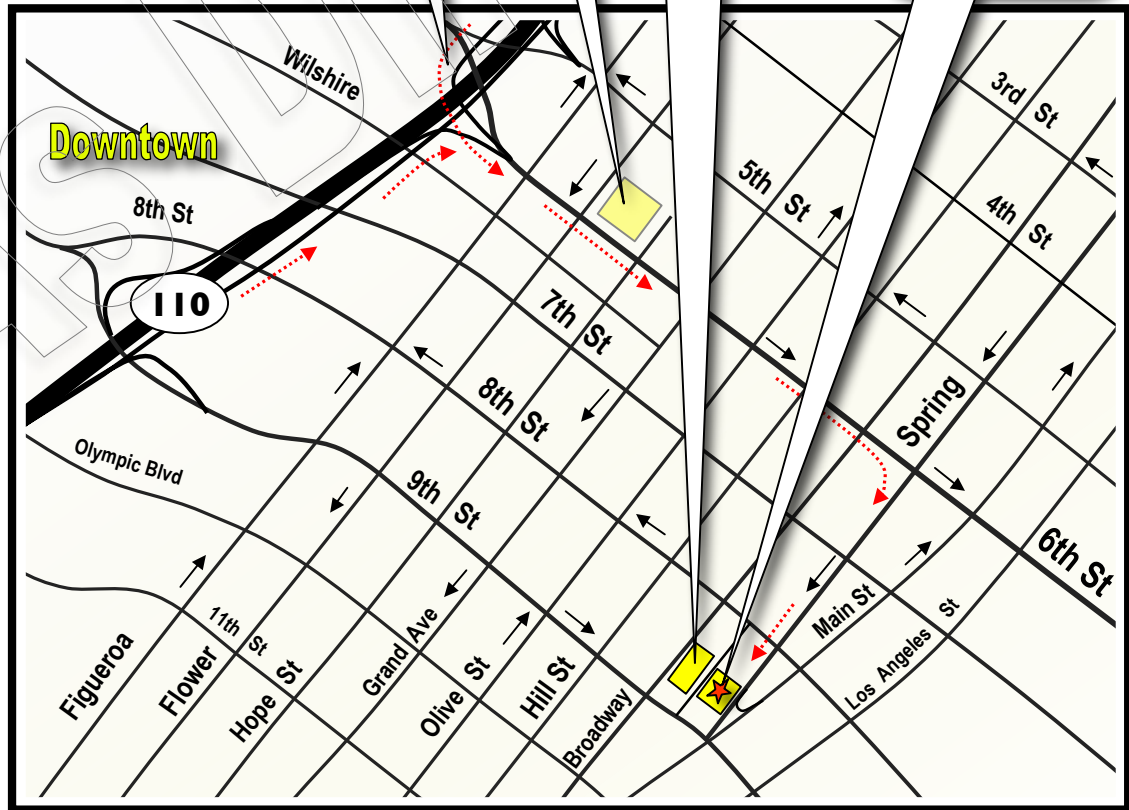 Wilshire
3rd St
Downtown
5th St
8th St
4th St
110
7th St
8th St
Spring
Olympic Blvd
9th St
6th St
11th St
Main St
Los Angeles St
Figueroa
Flower
Hope St
Grand Ave
Olive St
Hill St
Broadway